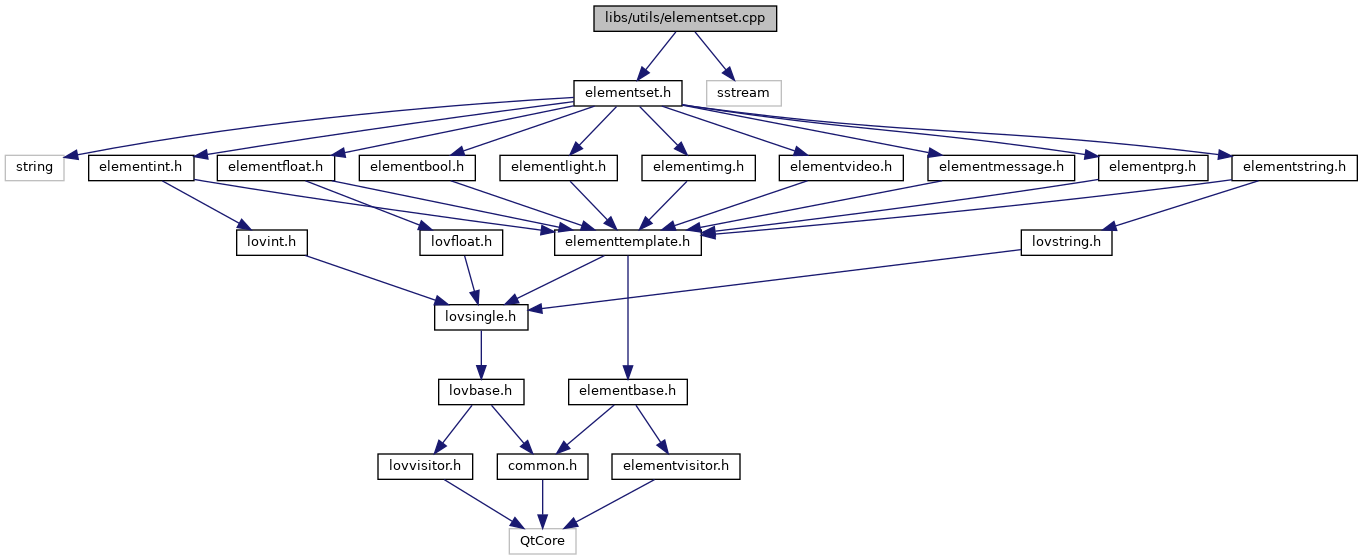 libs/utils/elementset.cpp
elementset.h
sstream
string
elementint.h
elementfloat.h
elementbool.h
elementlight.h
elementimg.h
elementvideo.h
elementmessage.h
elementprg.h
elementstring.h
lovint.h
lovfloat.h
elementtemplate.h
lovstring.h
lovsingle.h
lovbase.h
elementbase.h
lovvisitor.h
common.h
elementvisitor.h
QtCore